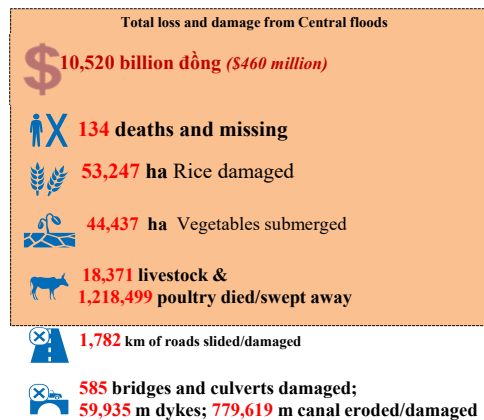 Total loss and damage from Central floods
$ 10,520 billion đồng ($460 million)
134 deaths and missing
53,247 ha Rice damaged
44,437 ha Vegetables submerged
18,371 livestock &
1,218,499 poultry died/swept away
1,782 km of roads slided/damaged
585 bridges and culverts damaged;
59,935 m dykes; 779,619 m canal eroded/damaged